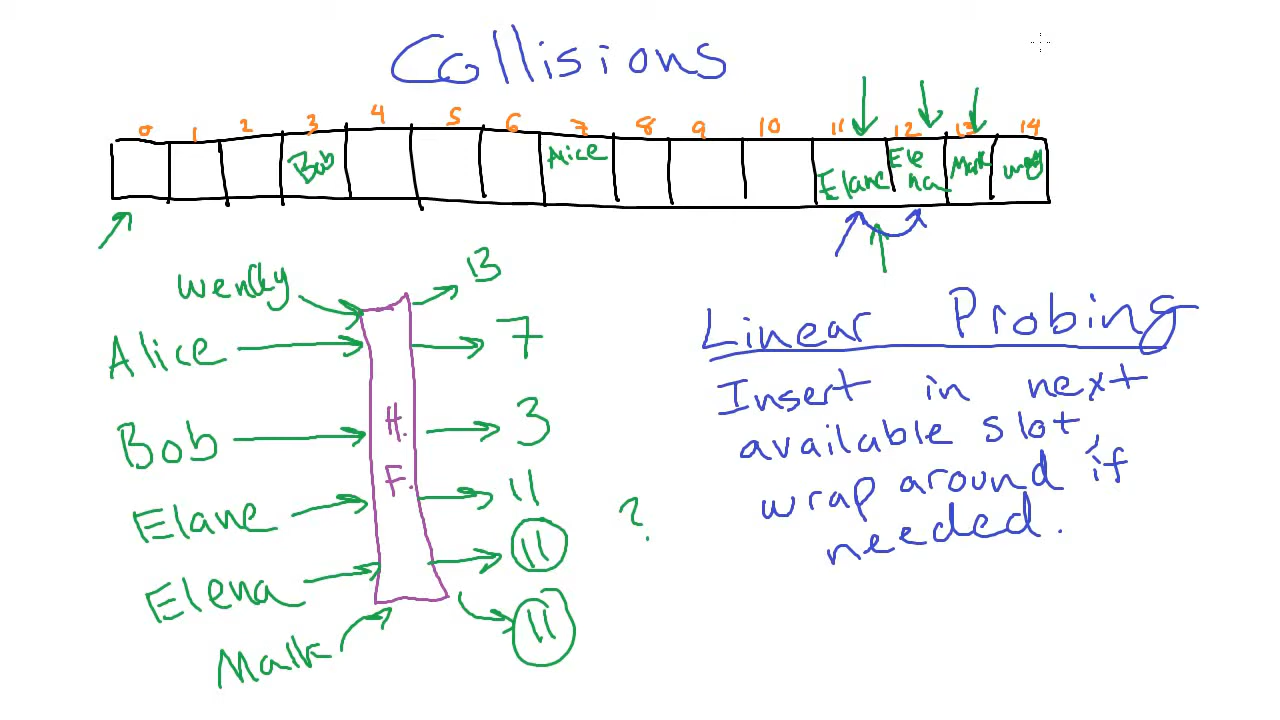 Collisions
0 1 2 3 4 5 6 7 8 9 10 11 12 13 14
Bob Alice Elane Ele Mark
na
Wendy 13
Alice 7
Linear Probing
Insert in next
Bob H. 3
available slot,
F.
wrap around if
Elane 11 ?
needed.
Elena 11
Mark 11